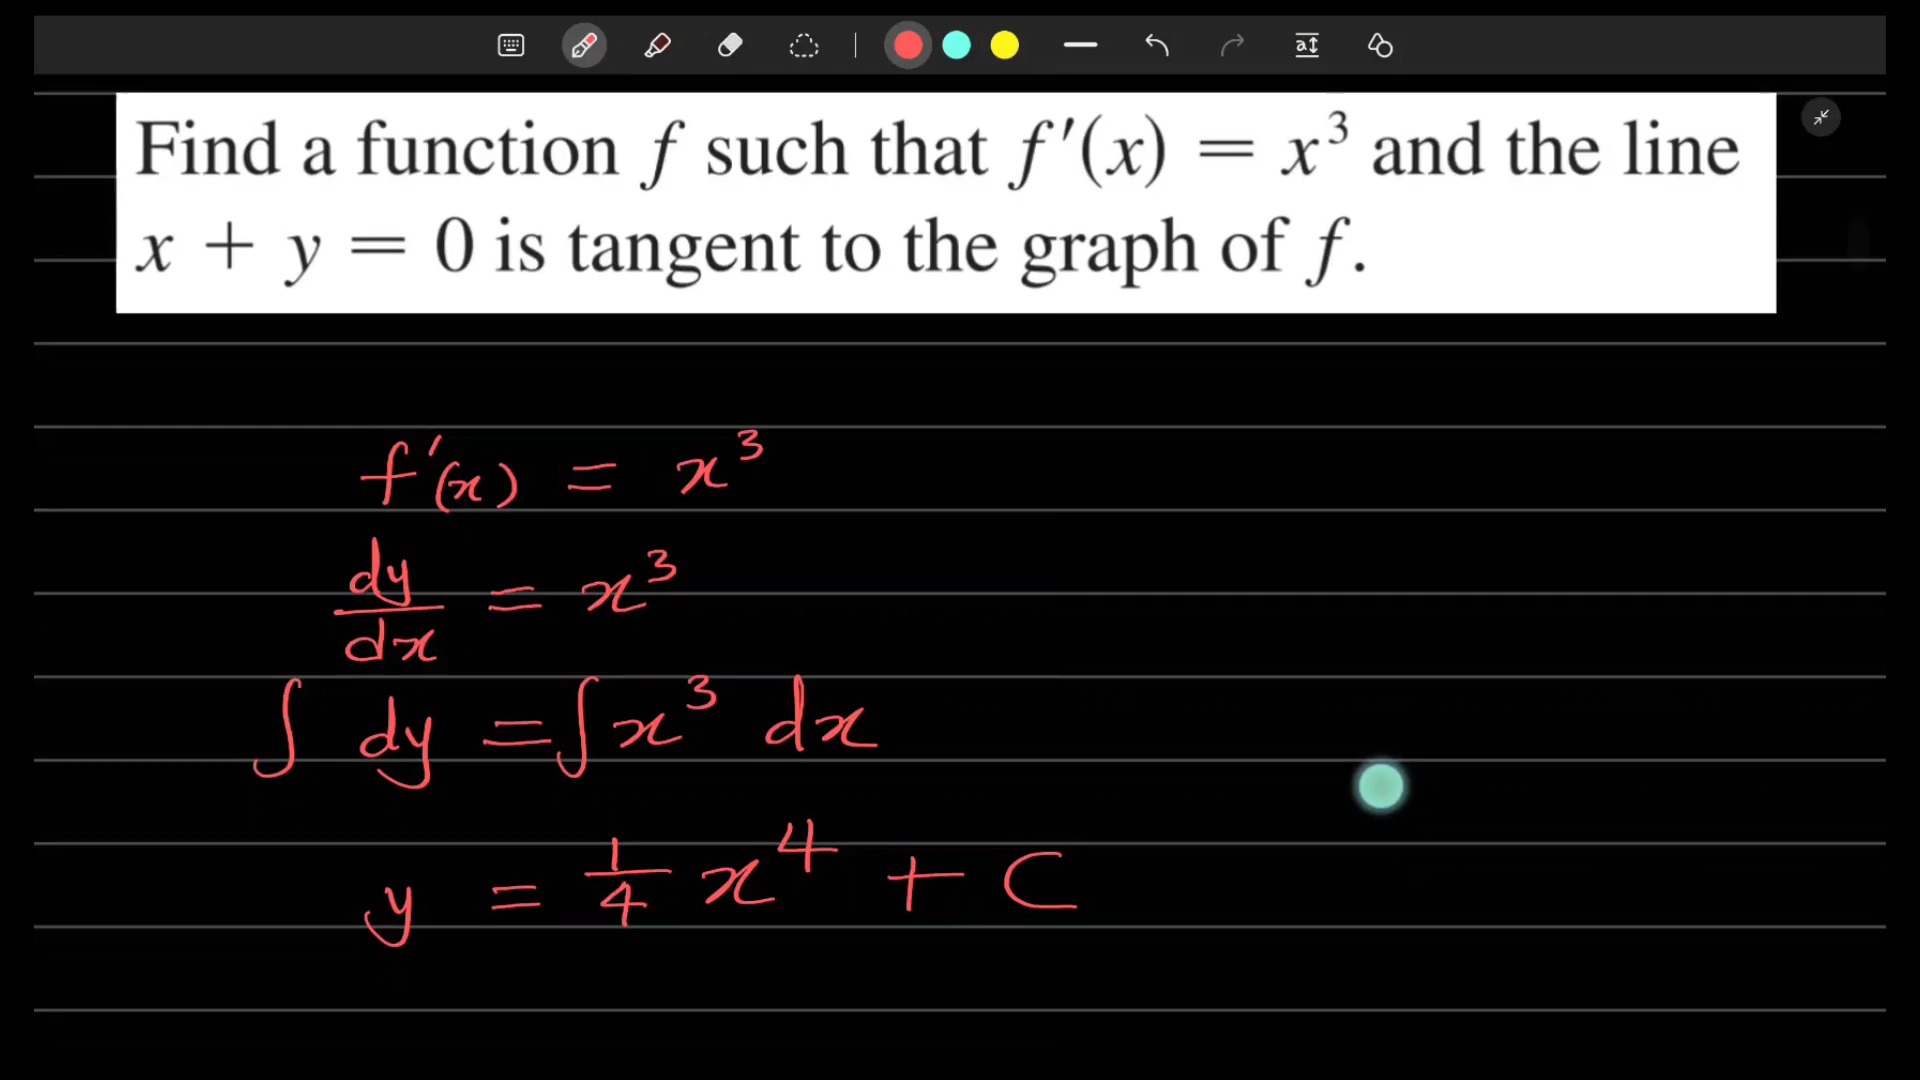 Find a function f such that f′(x) = x³ and the line
x + y = 0 is tangent to the graph of f.
f′(x) = x³
dy/dx = x³
∫ dy = ∫ x³ dx
y = 1/4 x⁴ + C